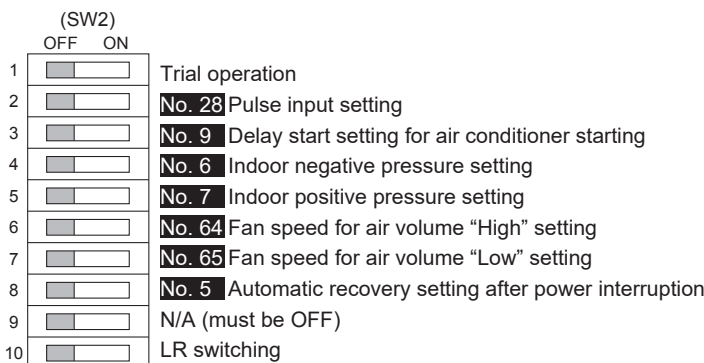 (SW2)
OFF ON
1 Trial operation
2 No. 28 Pulse input setting
3 No. 9 Delay start setting for air conditioner starting
4 No. 6 Indoor negative pressure setting
5 No. 7 Indoor positive pressure setting
6 No. 64 Fan speed for air volume “High” setting
7 No. 65 Fan speed for air volume “Low” setting
8 No. 5 Automatic recovery setting after power interruption
9 N/A (must be OFF)
10 LR switching